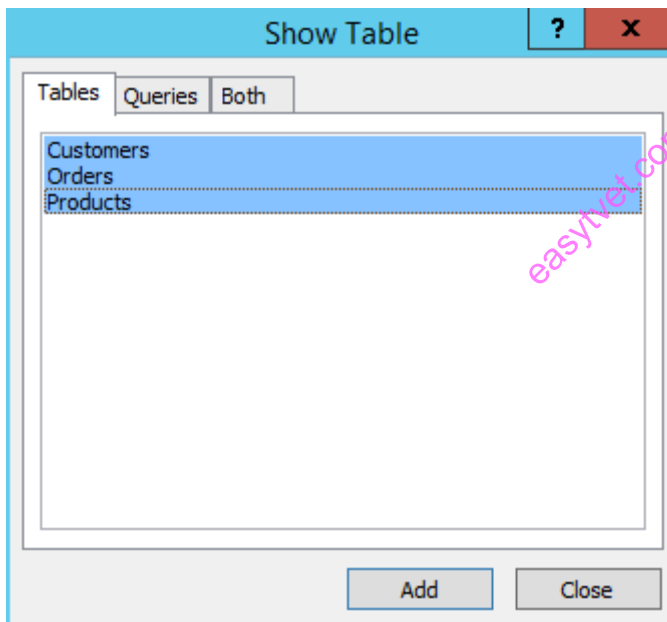 Show Table
?
x
Tables
Queries
Both
Customers
Orders
Products
easytvet.com
Add
Close